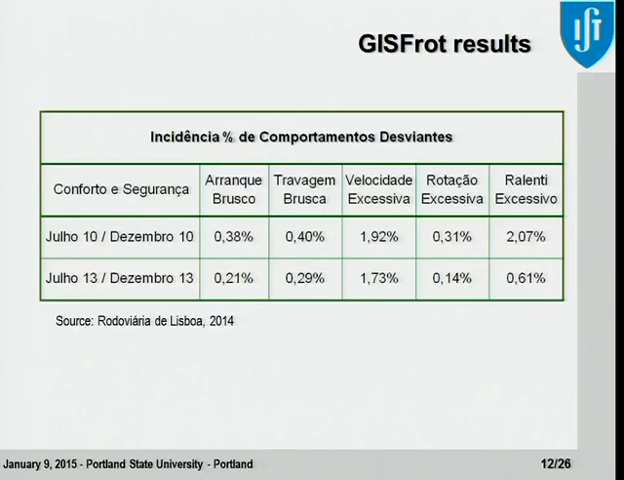 GISFrot results
IST
Incidência % de Comportamentos Desviantes
Conforto e Segurança
Arranque Brusco
Travagem Brusca
Velocidade Excessiva
Rotação Excessiva
Ralenti Excessivo
Julho 10 / Dezembro 10 0,38% 0,40% 1,92% 0,31% 2,07%
Julho 13 / Dezembro 13 0,21% 0,29% 1,73% 0,14% 0,61%
Source: Rodoviária de Lisboa, 2014
January 9, 2015 - Portland State University - Portland 12/26